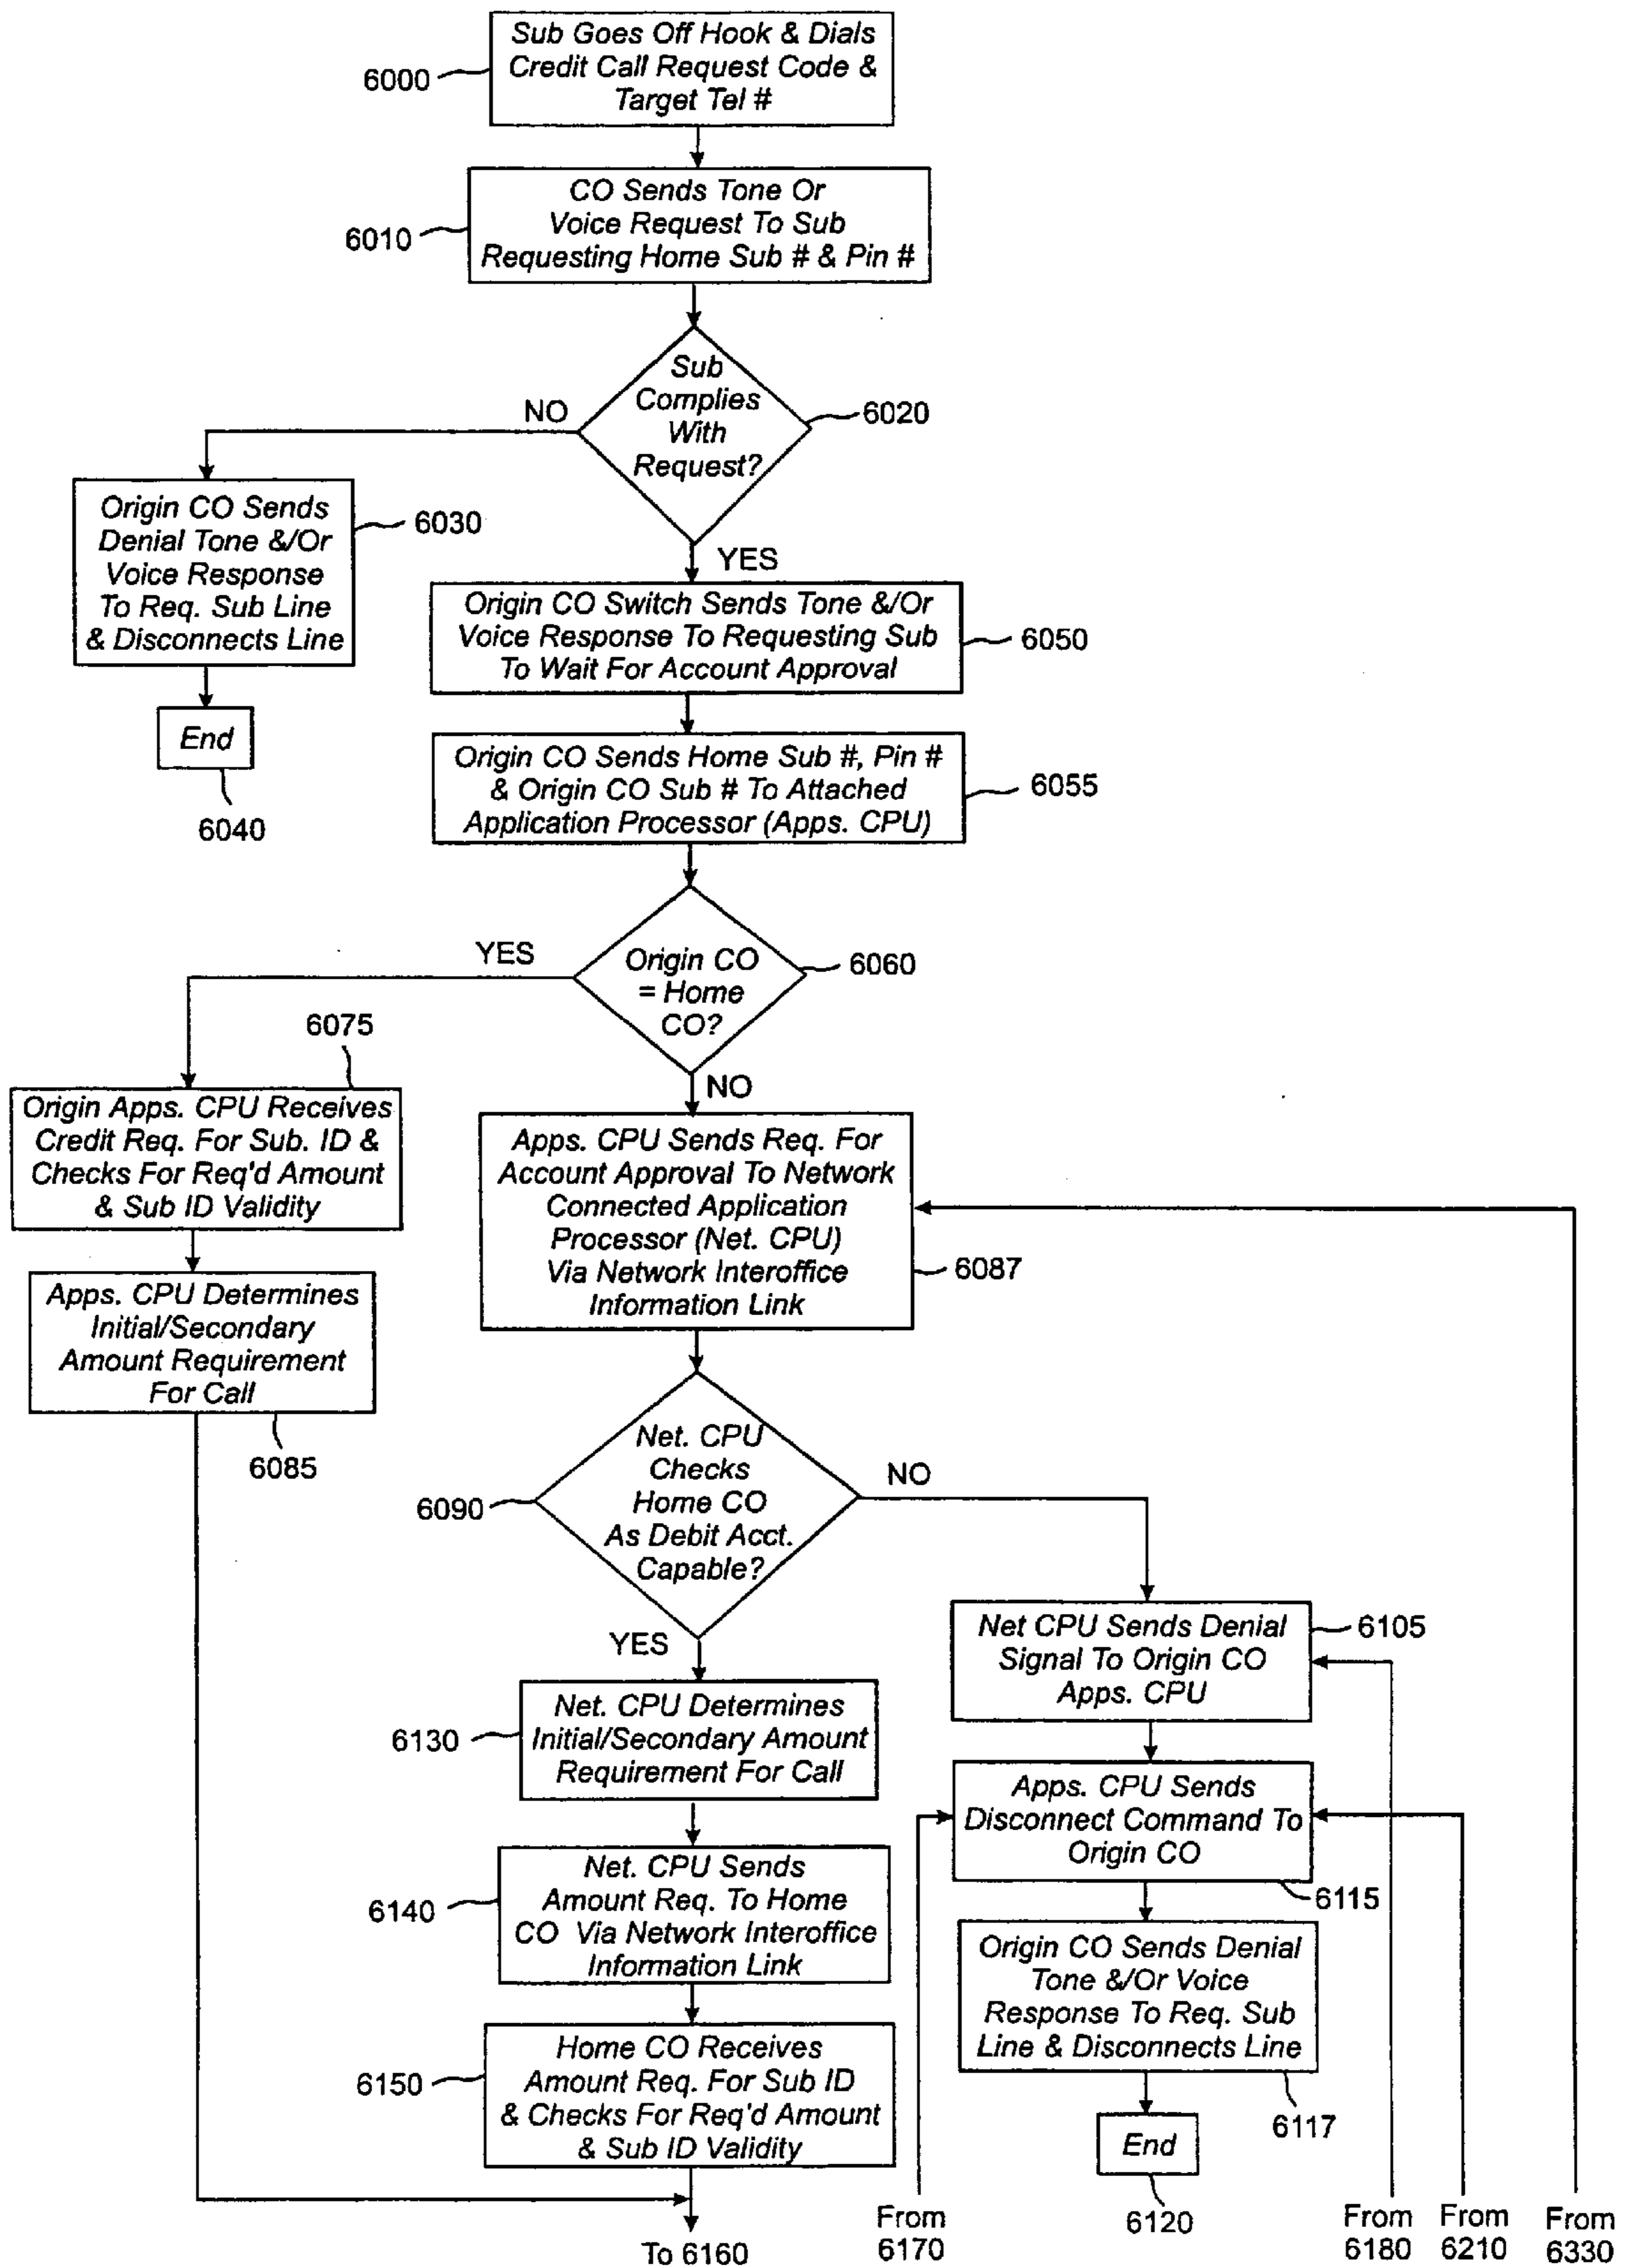 Sub Goes Off Hook & Dials
Credit Call Request Code &
Target Tel #
6000
CO Sends Tone Or
Voice Request To Sub
Requesting Home Sub # & Pin #
6010
Sub
Complies
With
Request?
6020
NO
YES
Origin CO Sends
Denial Tone &/Or
Voice Response
To Req. Sub Line
& Disconnects Line
6030
End
6040
Origin CO Switch Sends Tone &/Or
Voice Response To Requesting Sub
To Wait For Account Approval
6050
Origin CO Sends Home Sub #, Pin #
& Origin CO Sub # To Attached
Application Processor (Apps. CPU)
6055
Origin CO
= Home
CO?
6060
YES
NO
6075
Origin Apps. CPU Receives
Credit Req. For Sub. ID &
Checks For Req'd Amount
& Sub ID Validity
Apps. CPU Determines
Initial/Secondary
Amount Requirement
For Call
6085
Apps. CPU Sends Req. For
Account Approval To Network
Connected Application
Processor (Net. CPU)
Via Network Interoffice
Information Link
6087
Net. CPU
Checks
Home CO
As Debit Acct.
Capable?
6090
NO
YES
Net CPU Sends Denial
Signal To Origin CO
Apps. CPU
6105
Net. CPU Determines
Initial/Secondary Amount
Requirement For Call
6130
Apps. CPU Sends
Disconnect Command To
Origin CO
6115
Net. CPU Sends
Amount Req. To Home
CO Via Network Interoffice
Information Link
6140
Origin CO Sends Denial
Tone &/Or Voice
Response To Req. Sub
Line & Disconnects Line
6117
Home CO Receives
Amount Req. For Sub ID
& Checks For Req'd Amount
& Sub ID Validity
6150
End
6120
To 6160
From
6170
From
6180
From
6210
From
6330